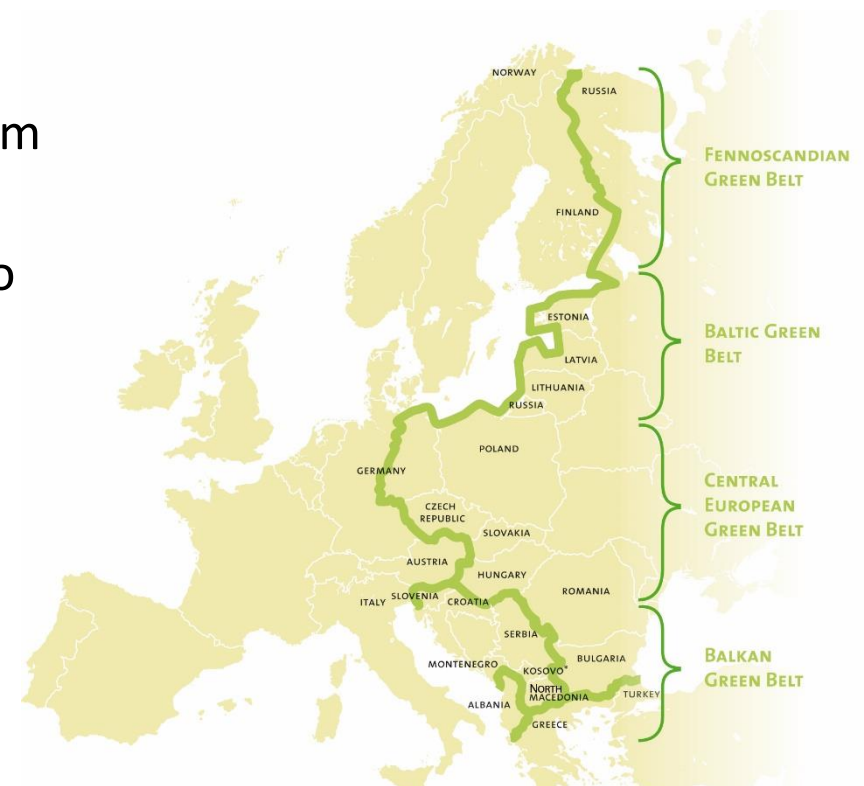 m
o
NORWAY
RUSSIA
FENNOSCANDIAN
GREEN BELT
FINLAND
ESTONIA
BALTIC GREEN
BELT
LATVIA
LITHUANIA
RUSSIA
POLAND
GERMANY
CENTRAL
EUROPEAN
GREEN BELT
CZECH
REPUBLIC
SLOVAKIA
AUSTRIA
HUNGARY
ROMANIA
SLOVENIA
ITALY
CROATIA
SERBIA
BULGARIA
BALKAN
GREEN BELT
MONTENEGRO
KOSOVO*
North
MACEDONIA
TURKEY
ALBANIA
GREECE